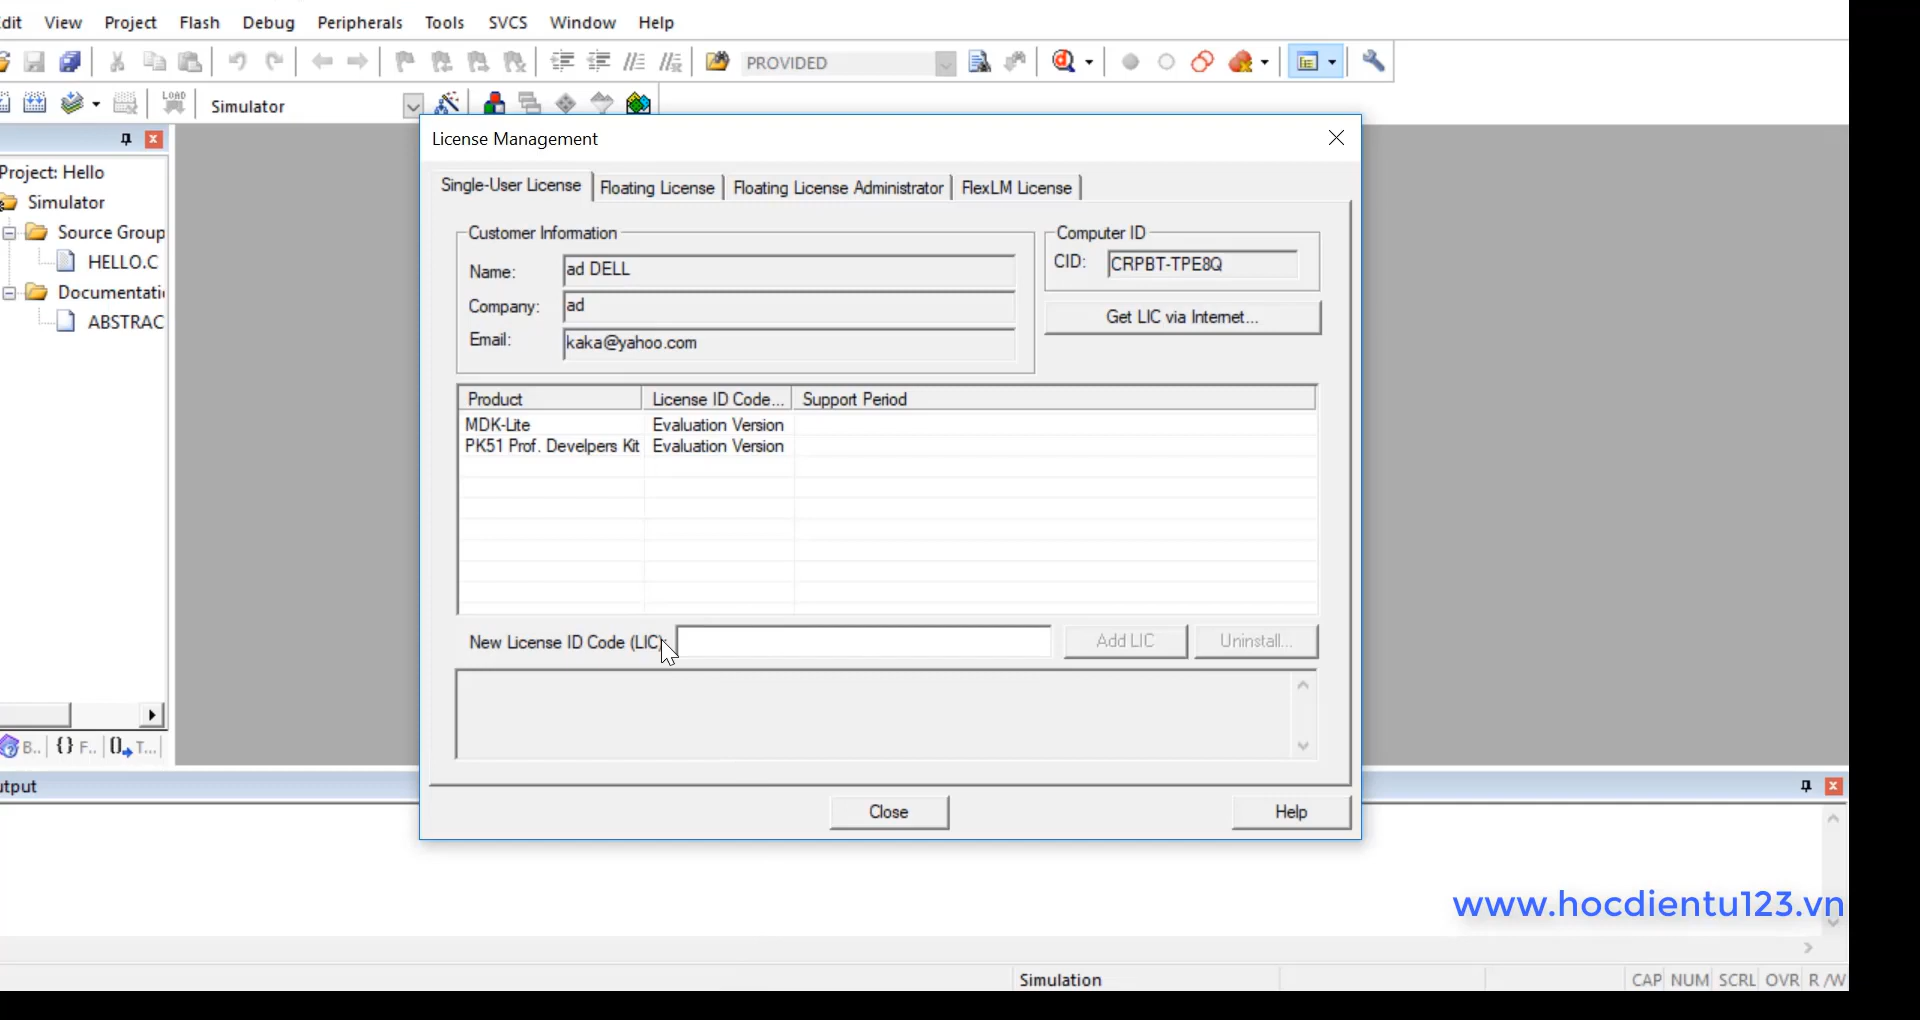 dit View Project Flash Debug Peripherals Tools SVCS Window Help
PROVIDED
LOAD Simulator
License Management
Single-User License Floating License Floating License Administrator FlexLM License
Project: Hello
Simulator
Source Group
HELLO.C
Documentati
ABSTRAC
Customer Information
Name: ad DELL
Company: ad
Email: kaka@yahoo.com
Computer ID
CID: CRPBT-TPE8Q
Get LIC via Internet...
Product License ID Code... Support Period
MDK-Lite Evaluation Version
PK51 Prof. Develpers Kit Evaluation Version
New License ID Code (LIC): Add LIC Uninstall...
B.. {} F.. T...
Close Help
utput
www.hocdientu123.vn
Simulation CAP NUM SCRL OVR R/W